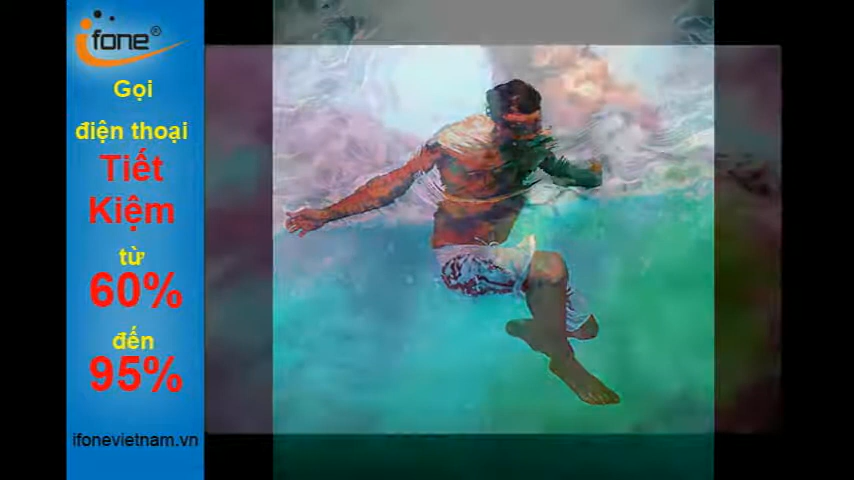 ifone®
Gọi
điện thoại
Tiết
Kiệm
từ
60%
đến
95%
ifonevietnam.vn